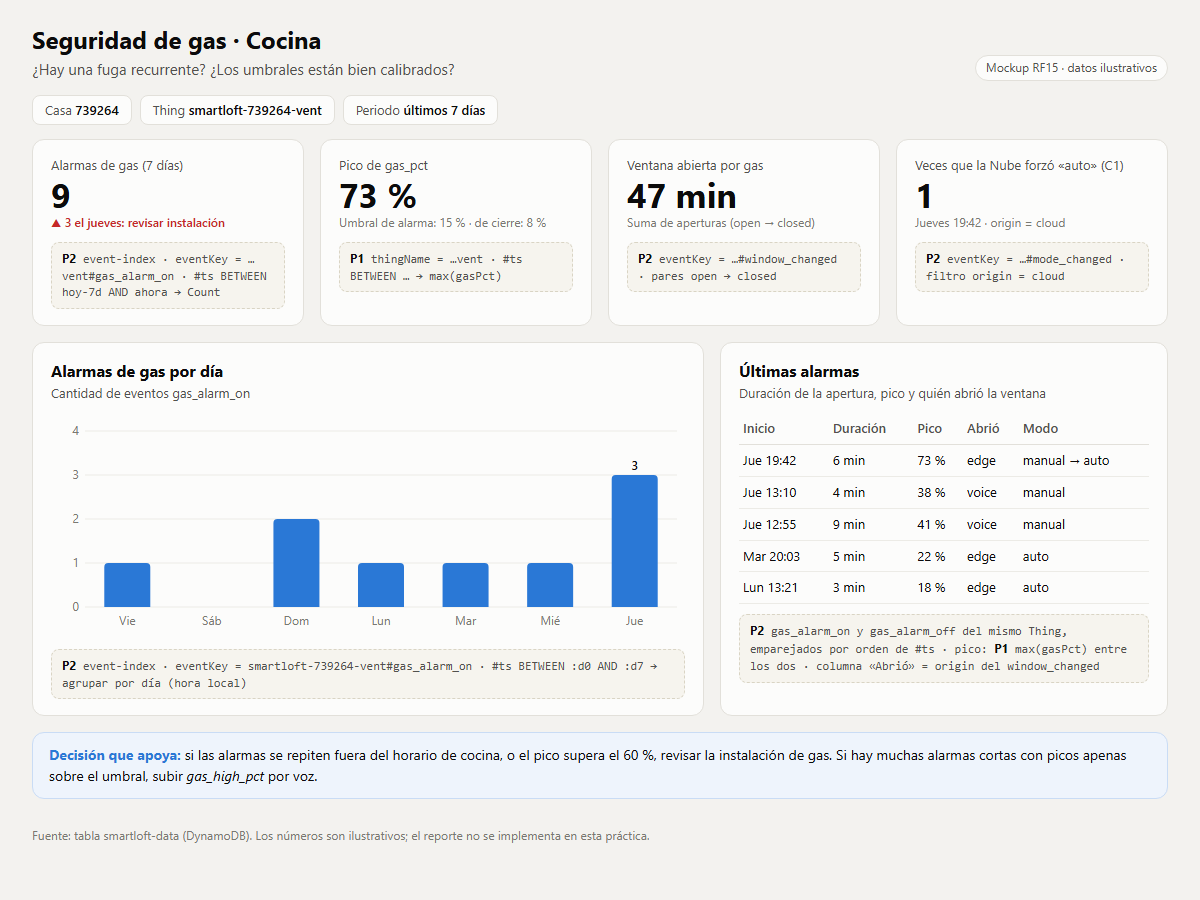 Seguridad de gas · Cocina
¿Hay una fuga recurrente? ¿Los umbrales están bien calibrados?
Mockup RF15 · datos ilustrativos
Casa 739264
Thing smartloft-739264-vent
Periodo últimos 7 días
Alarmas de gas (7 días)
9
▲ 3 el jueves: revisar instalación
P2 event-index · eventKey = …
vent#gas_alarm_on · #ts BETWEEN
hoy-7d AND ahora → Count
Pico de gas_pct
73 %
Umbral de alarma: 15 % · de cierre: 8 %
P1 thingName = …vent · #ts
BETWEEN … → max(gasPct)
Ventana abierta por gas
47 min
Suma de aperturas (open → closed)
P2 eventKey = …#window_changed
· pares open → closed
Veces que la Nube forzó «auto» (C1)
1
Jueves 19:42 · origin = cloud
P2 eventKey = …#mode_changed ·
filtro origin = cloud
Alarmas de gas por día
Cantidad de eventos gas_alarm_on
4
3
2
1
0
3
Vie Sáb Dom Lun Mar Mié Jue
P2 event-index · eventKey = smartloft-739264-vent#gas_alarm_on · #ts BETWEEN :d0 AND :d7 →
agrupar por día (hora local)
Últimas alarmas
Duración de la apertura, pico y quién abrió la ventana
Inicio Duración Pico Abrió Modo
Jue 19:42 6 min 73 % edge manual → auto
Jue 13:10 4 min 38 % voice manual
Jue 12:55 9 min 41 % voice manual
Mar 20:03 5 min 22 % edge auto
Lun 13:21 3 min 18 % edge auto
P2 gas_alarm_on y gas_alarm_off del mismo Thing,
emparejados por orden de #ts · pico: P1 max(gasPct) entre
los dos · columna «Abrió» = origin del window_changed
Decisión que apoya: si las alarmas se repiten fuera del horario de cocina, o el pico supera el 60 %, revisar la instalación de gas. Si hay muchas alarmas cortas con picos apenas
sobre el umbral, subir gas_high_pct por voz.
Fuente: tabla smartloft-data (DynamoDB). Los números son ilustrativos; el reporte no se implementa en esta práctica.